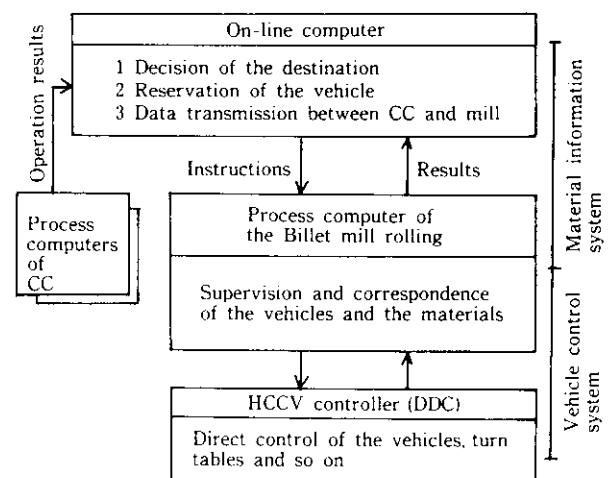 On-line computer
1 Decision of the destination
2 Reservation of the vehicle
3 Data transmission between CC and mill
Operation results
Instructions
Results
Process
computers
of
CC
Process computer of
the Billet mill rolling
Supervision and correspondence
of the vehicles and the materials
HCCV controller (DDC)
Direct control of the vehicles, turn
tables and so on
Material information
system
Vehicle control
system